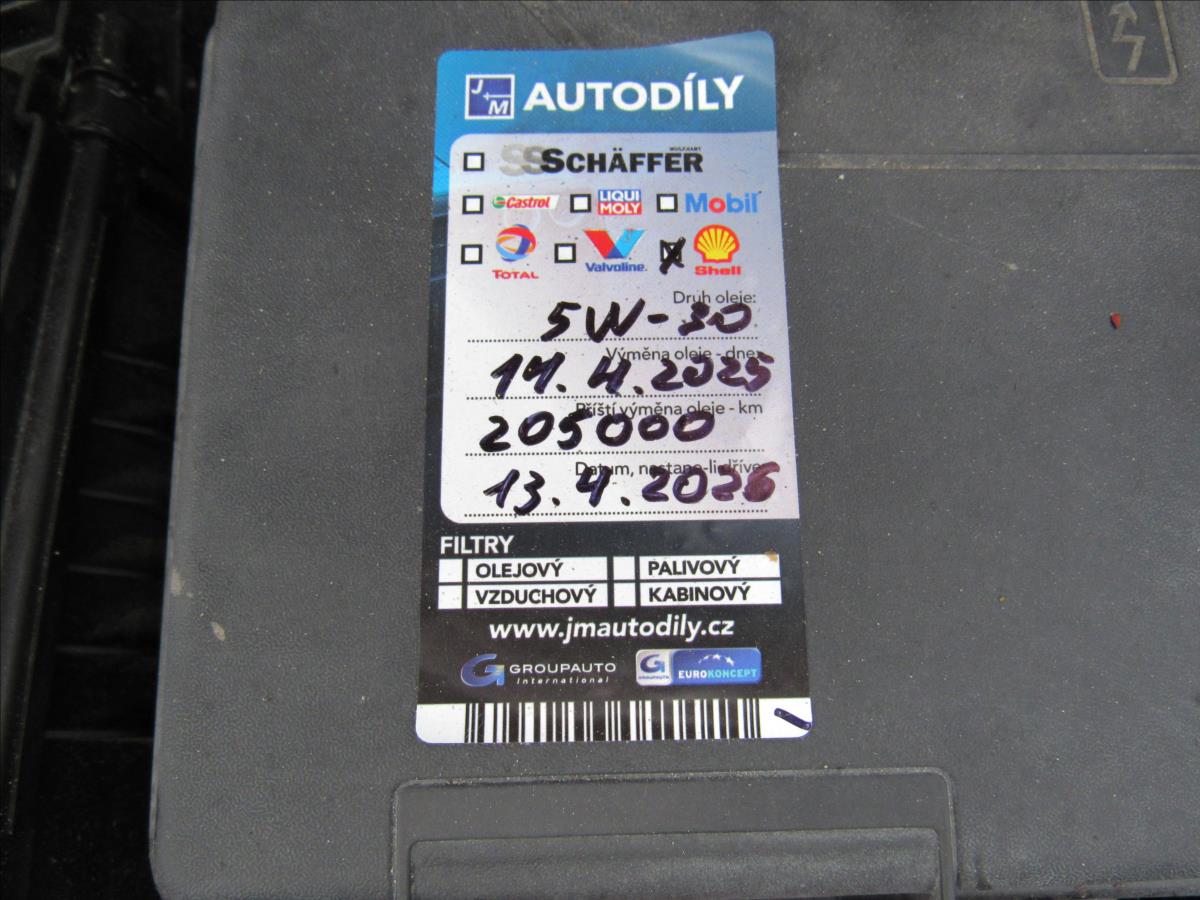 J M AUTODÍLY
SCHÄFFER
Castrol LIQUI MOLY Mobil
TOTAL Valvoline Shell
Druh oleje:
5W-30
Výměna oleje - dne:
14.4.2025
Příští výměna oleje - km
205000
Datum, nastane-li dříve:
13.4.2026
FILTRY
OLEJOVÝ PALIVOVÝ
VZDUCHOVÝ KABINOVÝ
www.jmautodily.cz
G GROUPAUTO International
G GROUPAUTO EUROKONCEPT